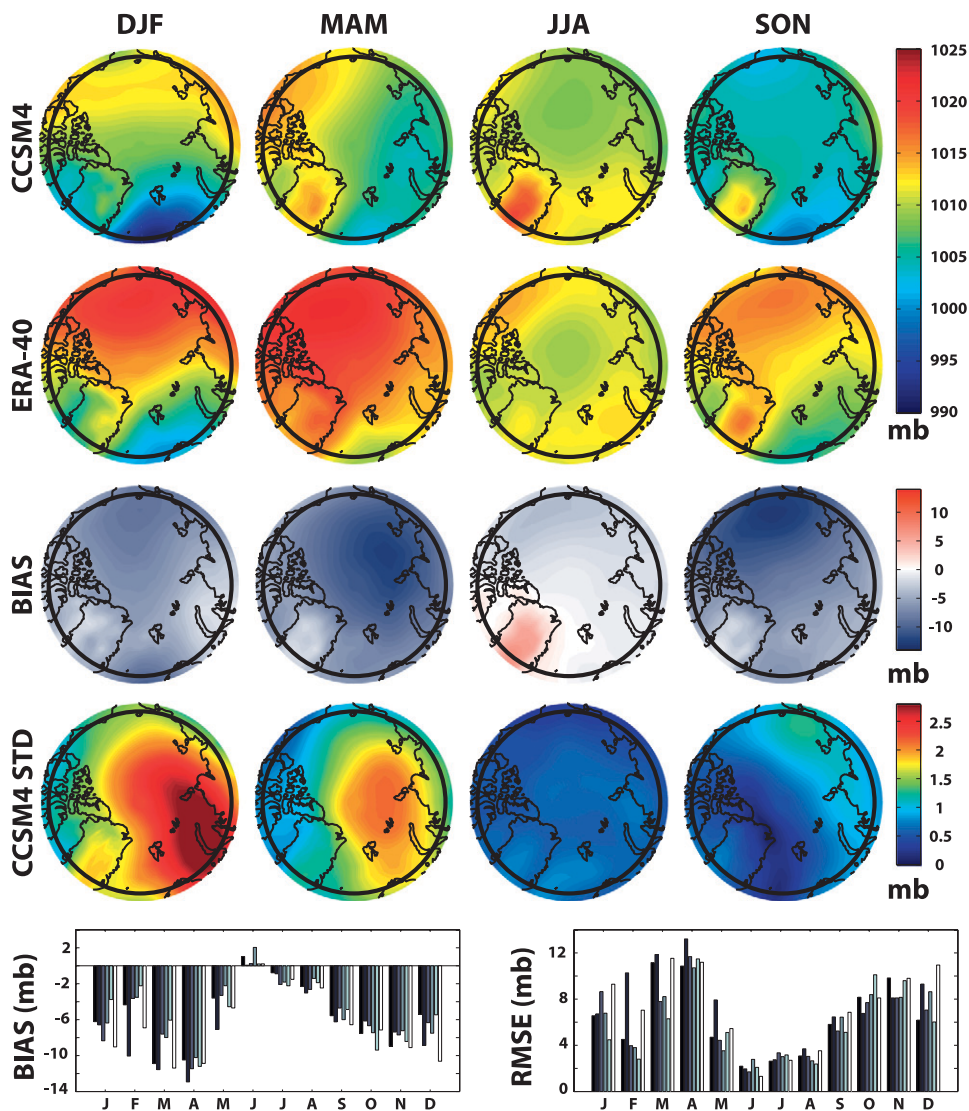 DJF MAM JJA SON
CCSM4
1025
1020
1015
1010
1005
1000
995
990
mb
ERA-40
BIAS
10
5
0
-5
-10
mb
CCSM4 STD
2.5
2
1.5
1
0.5
0
mb
BIAS (mb)
2
-2
-6
-10
-14
J F M A M J J A S O N D
RMSE (mb)
12
8
4
0
J F M A M J J A S O N D